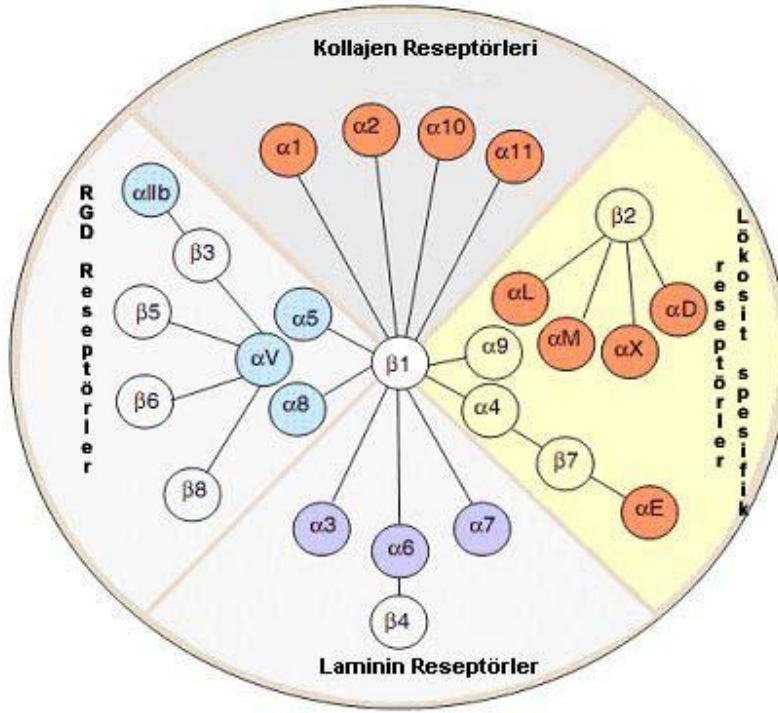 Kollajen Reseptörleri
α1
α2
α10
α11
RGD Reseptörler
αIIb
β3
β5
αV
β6
β8
α5
α8
β1
β2
αL
αM
αX
αD
α9
α4
β7
αE
Lökosit spesifik
reseptörler
α3
α6
α7
β4
Laminin Reseptörler